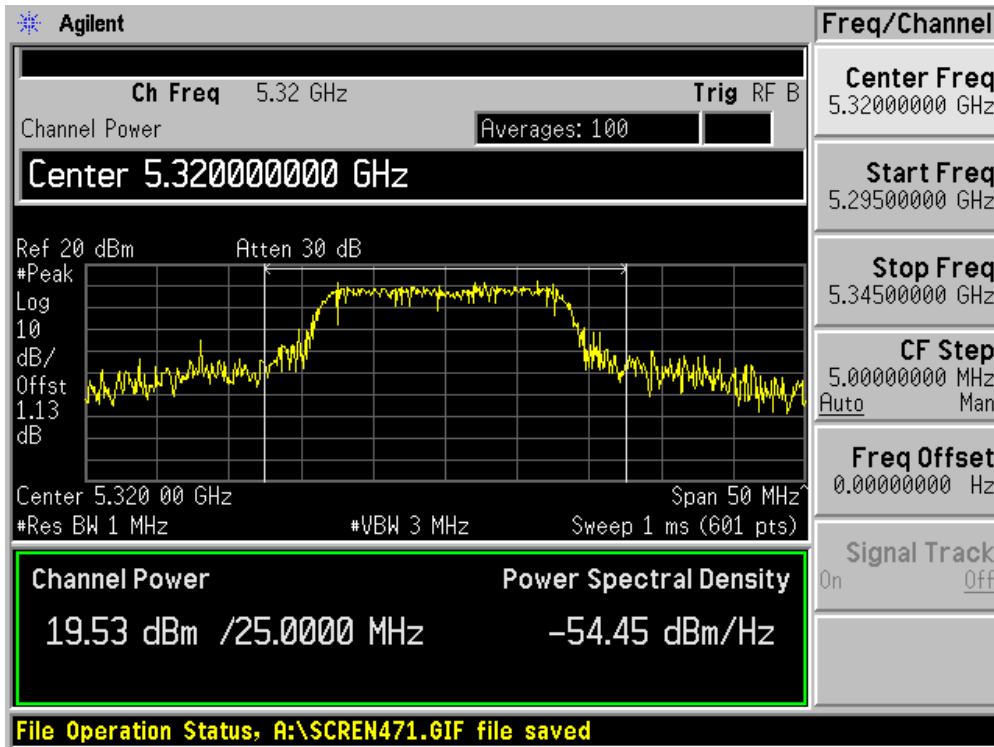 Agilent
Freq/Channel
Ch Freq 5.32 GHz Trig RF B
Channel Power Averages: 100
Center 5.320000000 GHz
Ref 20 dBm Atten 30 dB
#Peak
Log
10
dB/
Offst
1.13
dB
Center 5.320 00 GHz Span 50 MHz^
#Res BW 1 MHz #VBW 3 MHz Sweep 1 ms (601 pts)
Channel Power Power Spectral Density
19.53 dBm /25.0000 MHz -54.45 dBm/Hz
File Operation Status, A:\SCREN471.GIF file saved
Center Freq
5.32000000 GHz
Start Freq
5.29500000 GHz
Stop Freq
5.34500000 GHz
CF Step
5.00000000 MHz
Auto Man
Freq Offset
0.00000000 Hz
Signal Track
On Off